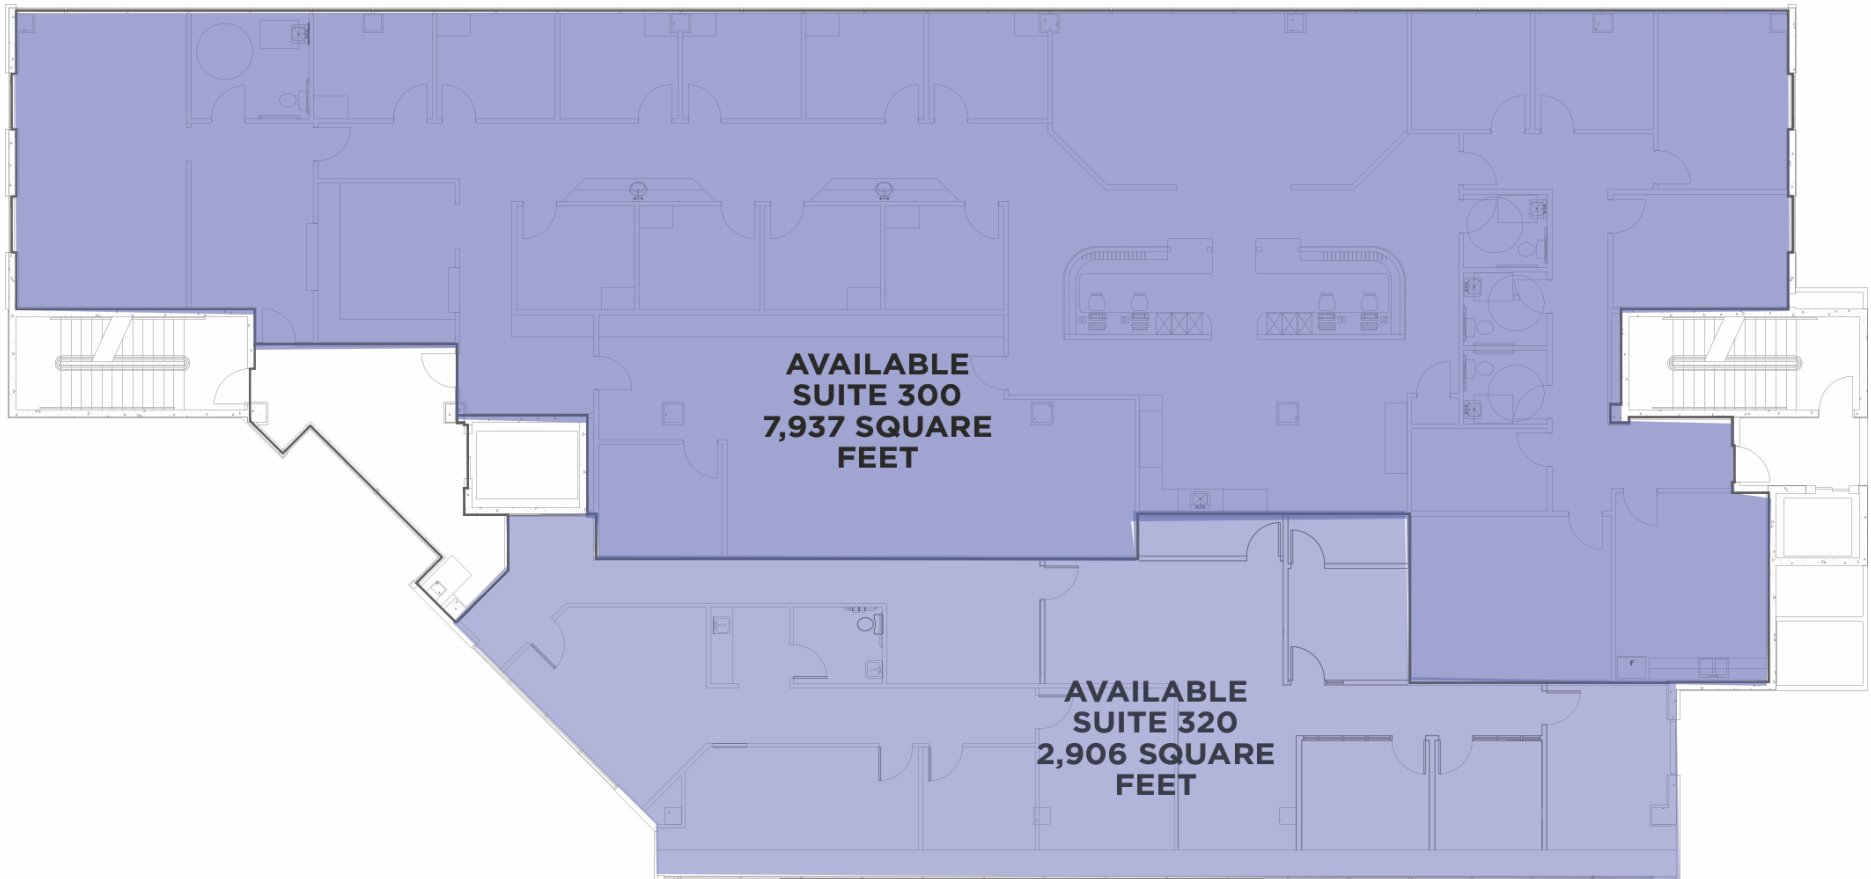 AVAILABLE
SUITE 300
7,937 SQUARE
FEET
F
AVAILABLE
SUITE 320
2,906 SQUARE
FEET